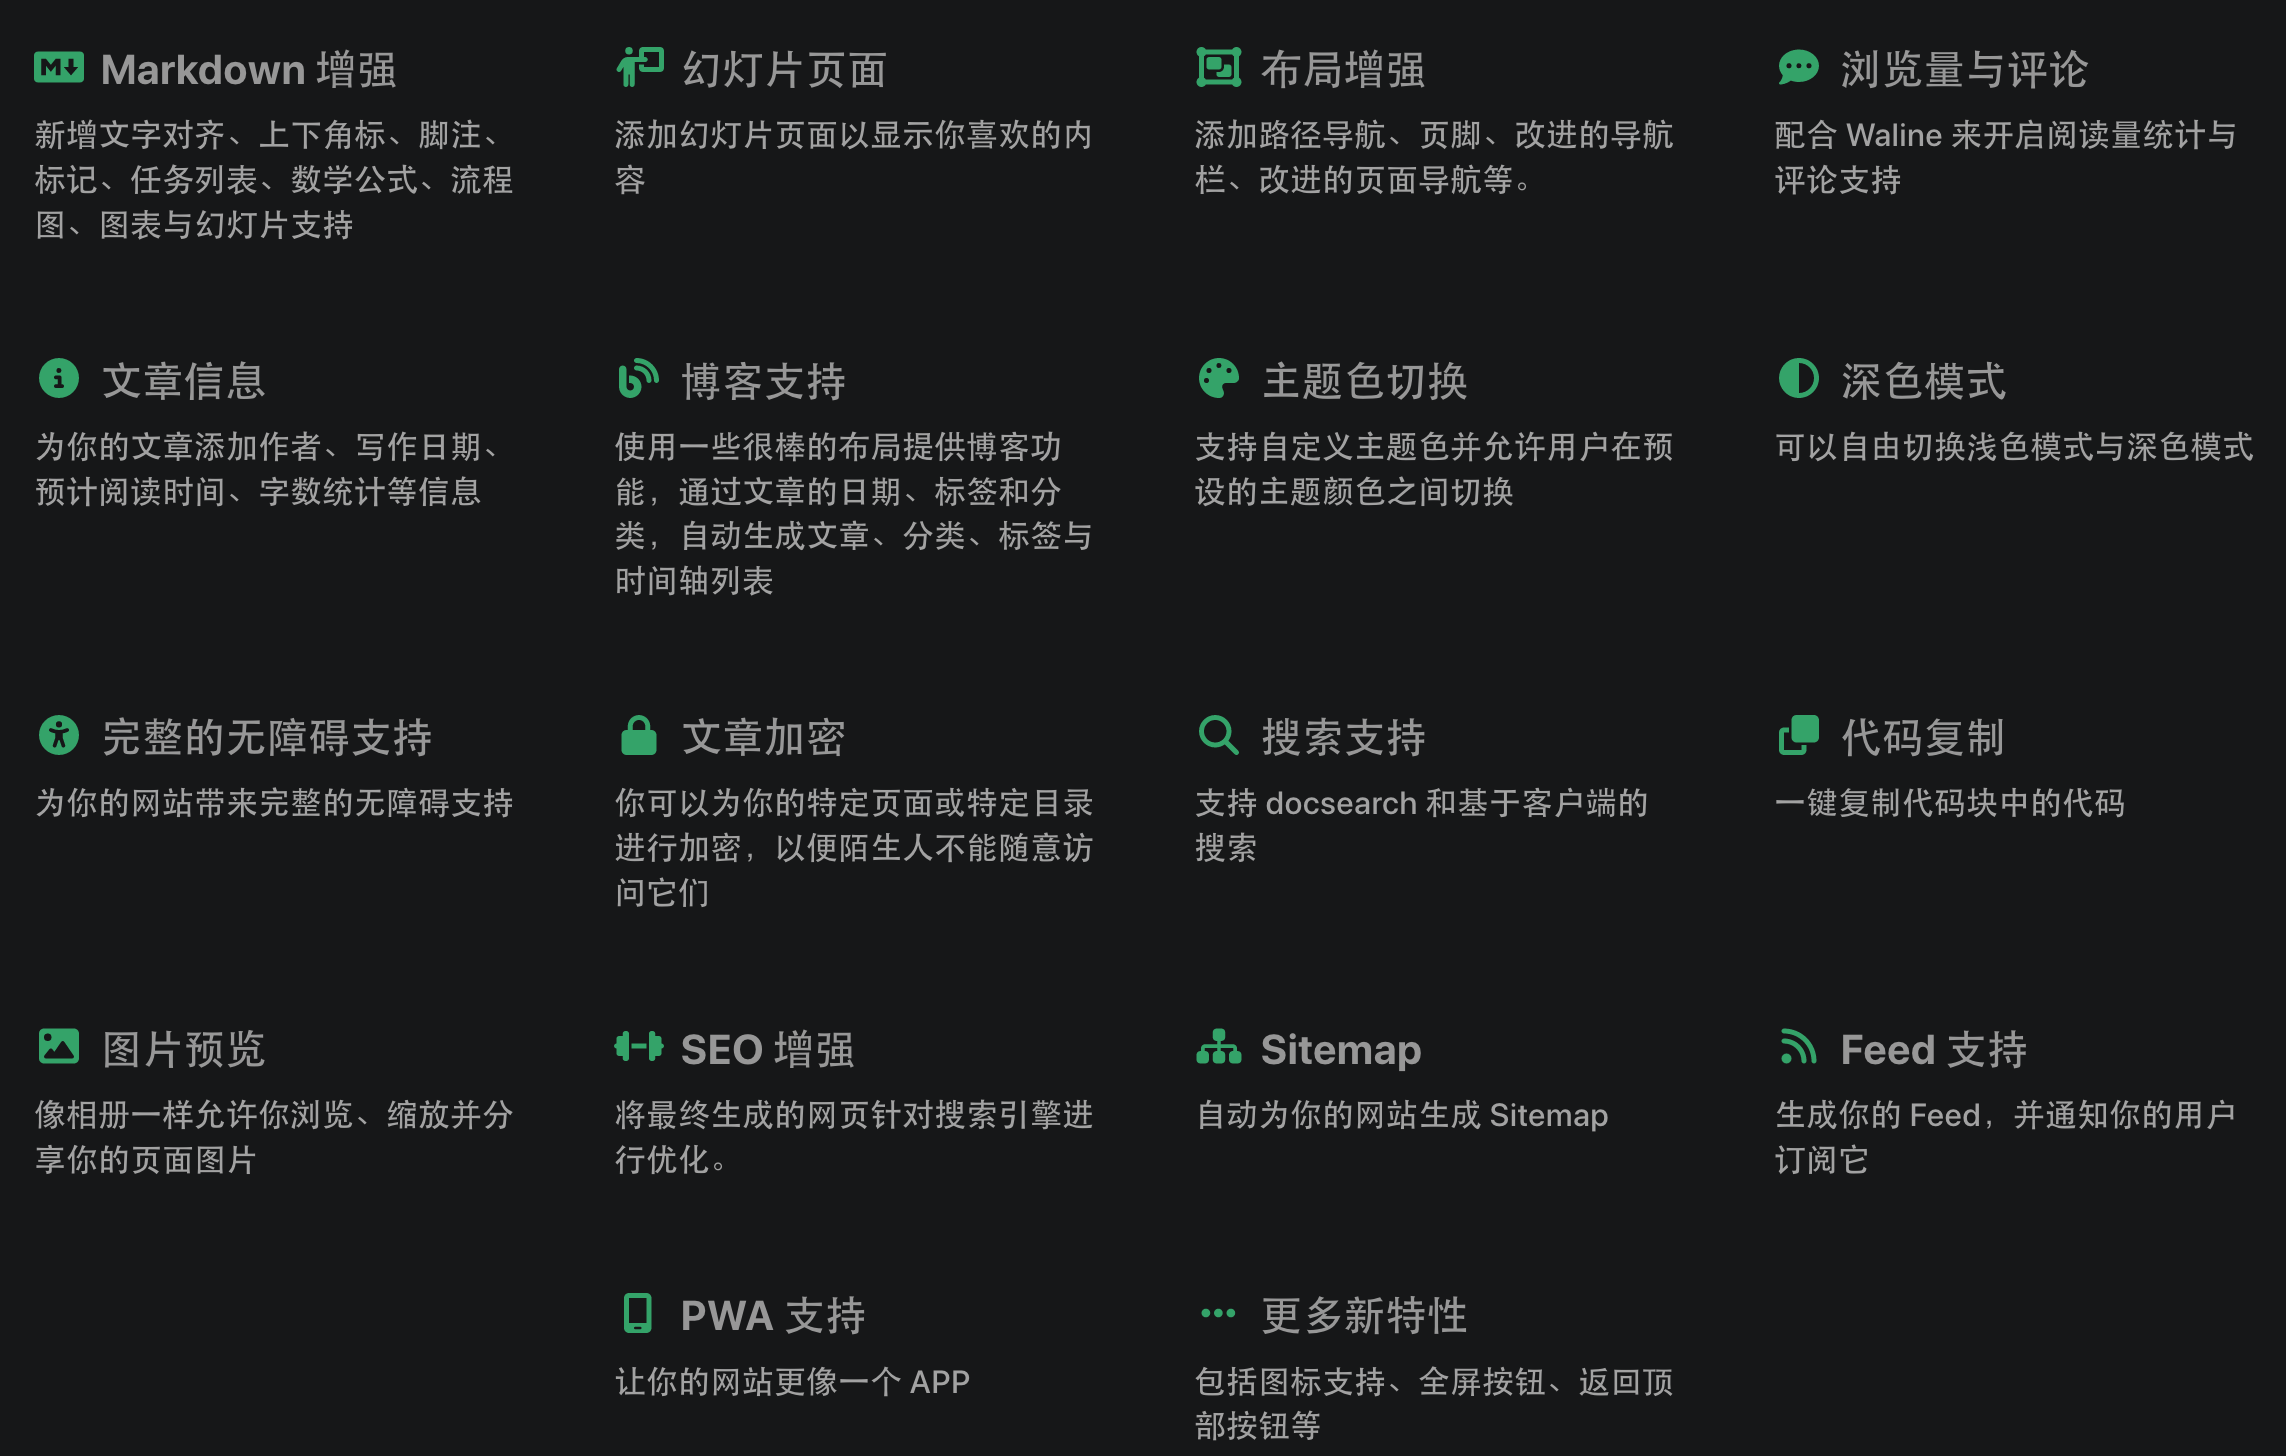 Markdown 增强
新增文字对齐、上下角标、脚注、
标记、任务列表、数学公式、流程
图、图表与幻灯片支持
幻灯片页面
添加幻灯片页面以显示你喜欢的内
容
布局增强
添加路径导航、页脚、改进的导航
栏、改进的页面导航等。
浏览量与评论
配合 Waline 来开启阅读量统计与
评论支持
文章信息
为你的文章添加作者、写作日期、
预计阅读时间、字数统计等信息
博客支持
使用一些很棒的布局提供博客功
能，通过文章的日期、标签和分
类，自动生成文章、分类、标签与
时间轴列表
主题色切换
支持自定义主题色并允许用户在预
设的主题颜色之间切换
深色模式
可以自由切换浅色模式与深色模式
完整的无障碍支持
为你的网站带来完整的无障碍支持
文章加密
你可以为你的特定页面或特定目录
进行加密，以便陌生人不能随意访
问它们
搜索支持
支持 docsearch 和基于客户端的
搜索
代码复制
一键复制代码块中的代码
图片预览
像相册一样允许你浏览、缩放并分
享你的页面图片
SEO 增强
将最终生成的网页针对搜索引擎进
行优化。
Sitemap
自动为你的网站生成 Sitemap
Feed 支持
生成你的 Feed，并通知你的用户
订阅它
PWA 支持
让你的网站更像一个 APP
更多新特性
包括图标支持、全屏按钮、返回顶
部按钮等